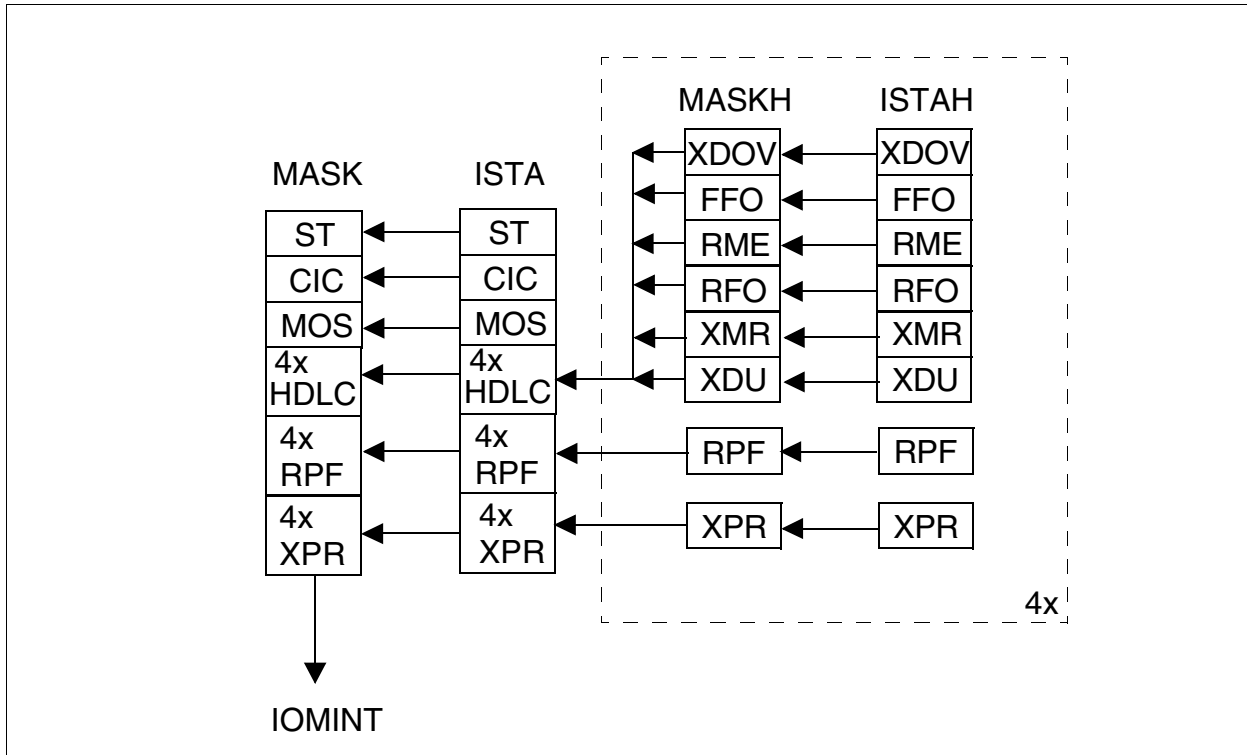 MASKH
ISTAH
XDOV
XDOV
FFO
FFO
RME
RME
RFO
RFO
XMR
XMR
XDU
XDU
RPF
RPF
XPR
XPR
4x
MASK
ISTA
ST
ST
CIC
CIC
MOS
MOS
4x
HDLC
4x
HDLC
4x
RPF
4x
RPF
4x
XPR
4x
XPR
IOMINT